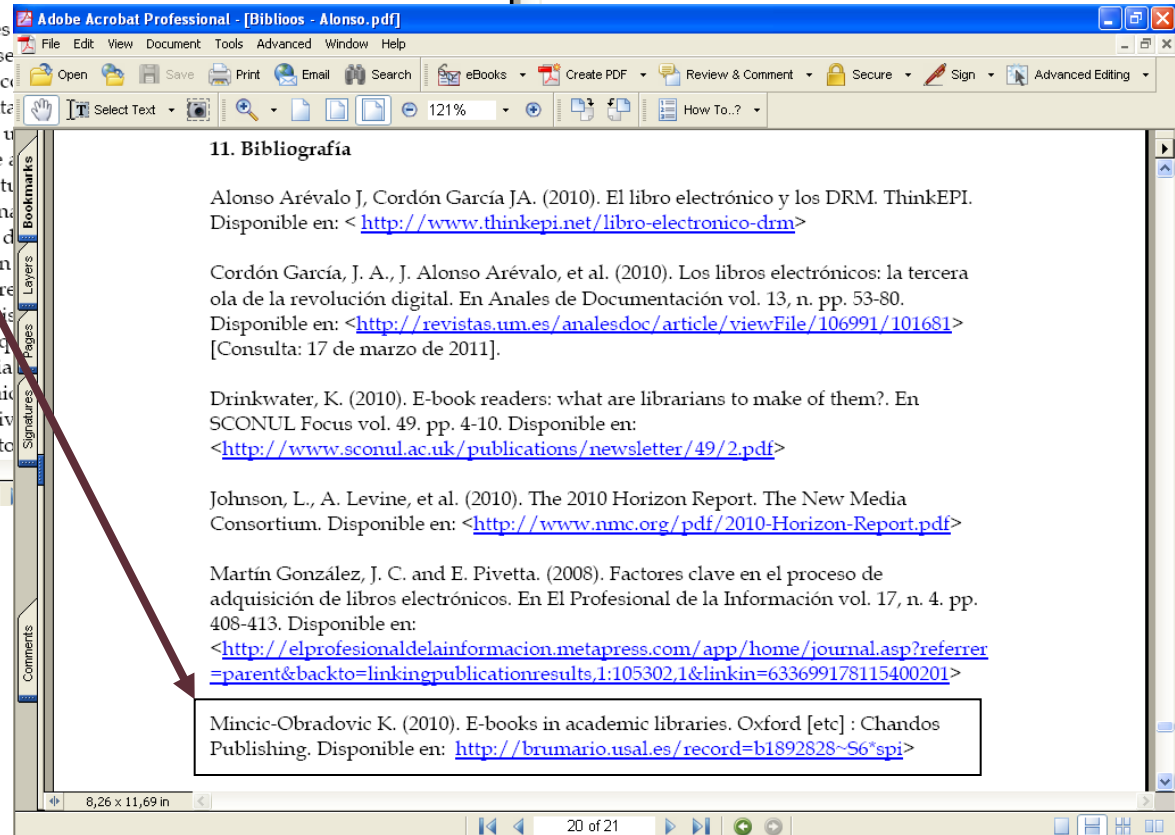 Adobe Acrobat Professional - [Biblioos - Alonso.pdf]
File Edit View Document Tools Advanced Window Help
Open Save Print Email Search eBooks Create PDF Review & Comment Secure Sign Advanced Editing
Select Text 121% How To..?
Bookmarks
Layers
Pages
Signatures
Comments
11. Bibliografía
Alonso Arévalo J, Cordón García JA. (2010). El libro electrónico y los DRM. ThinkEPI.
Disponible en: < http://www.thinkepi.net/libro-electronico-drm>
Cordón García, J. A., J. Alonso Arévalo, et al. (2010). Los libros electrónicos: la tercera
ola de la revolución digital. En Anales de Documentación vol. 13, n. pp. 53-80.
Disponible en: <http://revistas.um.es/analesdoc/article/viewFile/106991/101681>
[Consulta: 17 de marzo de 2011].
Drinkwater, K. (2010). E-book readers: what are librarians to make of them?. En
SCONUL Focus vol. 49. pp. 4-10. Disponible en:
<http://www.sconul.ac.uk/publications/newsletter/49/2.pdf>
Johnson, L., A. Levine, et al. (2010). The 2010 Horizon Report. The New Media
Consortium. Disponible en: <http://www.nmc.org/pdf/2010-Horizon-Report.pdf>
Martín González, J. C. and E. Pivetta. (2008). Factores clave en el proceso de
adquisición de libros electrónicos. En El Profesional de la Información vol. 17, n. 4. pp.
408-413. Disponible en:
<http://elprofesionaldelainformacion.metapress.com/app/home/journal.asp?referrer
=parent&backto=linkingpublicationresults,1:105302,1&linkin=633699178115400201>
Mincic-Obradovic K. (2010). E-books in academic libraries. Oxford [etc] : Chandos
Publishing. Disponible en: http://brumario.usal.es/record=b1892828~S6*spi>
8,26 x 11,69 in
20 of 21